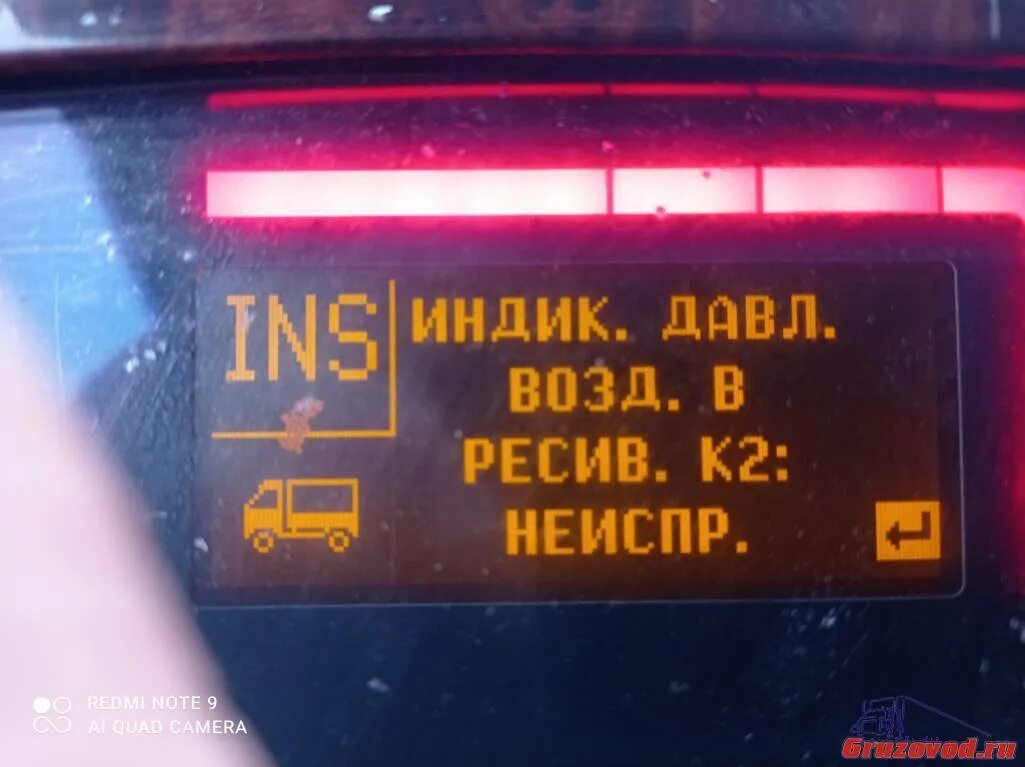 INS
ИНДИК. ДАВЛ.
ВОЗД. В
РЕСИВ. К2:
НЕИСПР.
REDMI NOTE 9
AI QUAD CAMERA
Gruzovod.ru